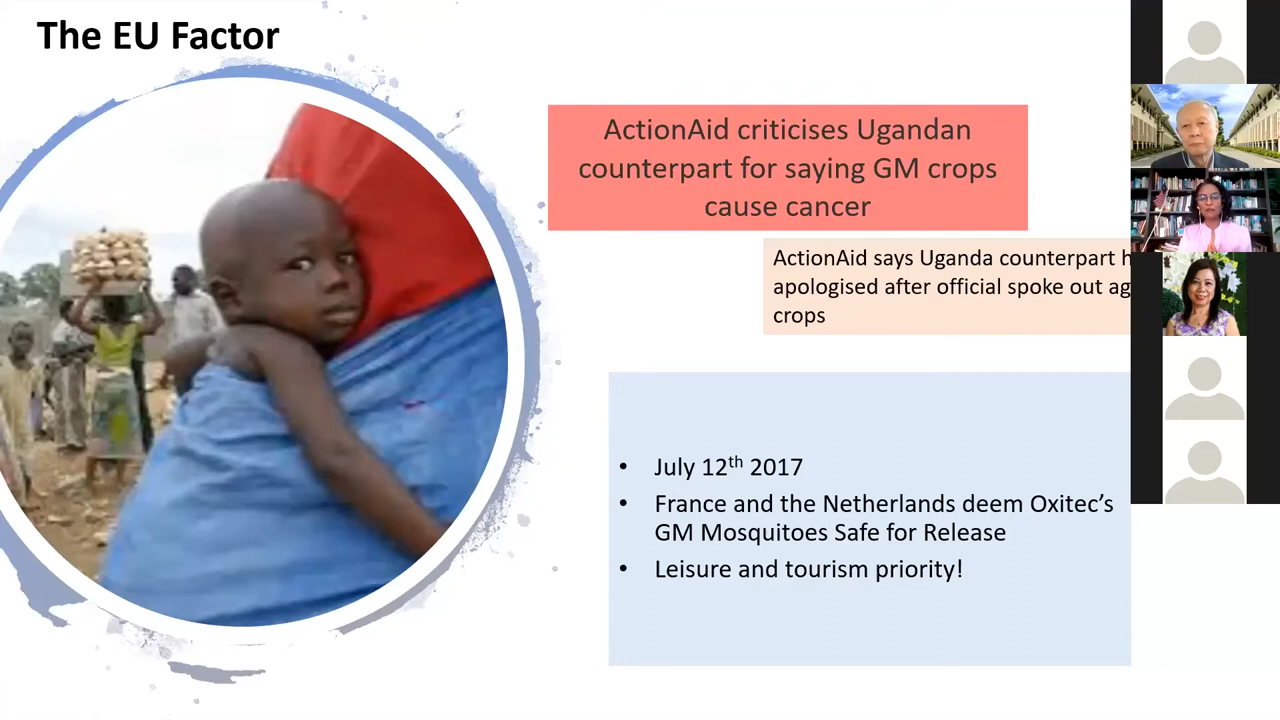 The EU Factor
ActionAid criticises Ugandan
counterpart for saying GM crops
cause cancer
ActionAid says Uganda counterpart
apologised after official spoke out
crops
• July 12th 2017
• France and the Netherlands deem Oxitec’s
GM Mosquitoes Safe for Release
• Leisure and tourism priority!